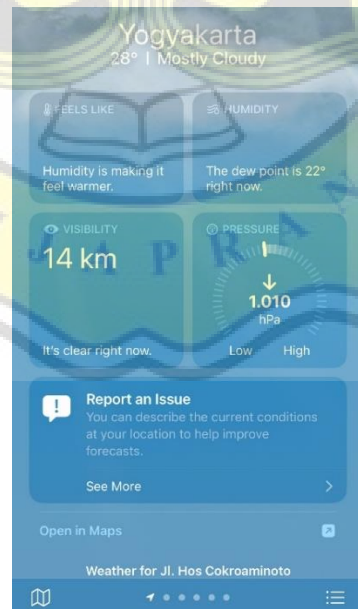 Yogyakarta
28° | Mostly Cloudy
FEELS LIKE
Humidity is making it
feel warmer.
HUMIDITY
The dew point is 22°
right now.
VISIBILITY
14 km
It's clear right now.
PRESSURE
1.010
hPa
Low High
J A P R A N
Report an Issue
You can describe the current conditions
at your location to help improve
forecasts.
See More
Open in Maps
Weather for Jl. Hos Cokroaminoto